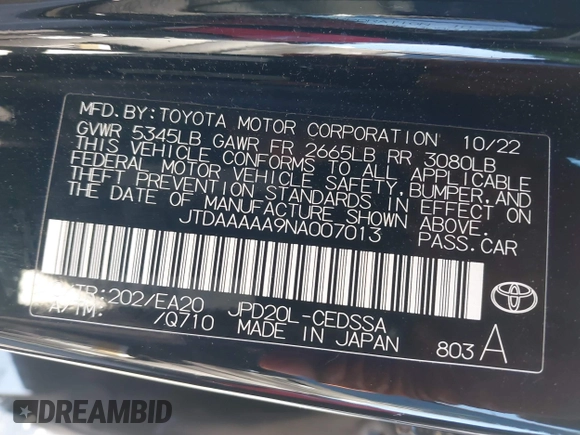 MFD.BY:TOYOTA MOTOR CORPORATION 10/22
GVWR 5345LB GAWR FR 2665LB RR 3080LB
THIS VEHICLE CONFORMS TO ALL APPLICABLE
FEDERAL MOTOR VEHICLE SAFETY,BUMPER,AND
THEFT PREVENTION STANDARDS IN EFFECT ON
THE DATE OF MANUFACTURE SHOWN ABOVE.
JTDAAAAA9NA007013 PASS.CAR
TR:202/EA20 JPD20L-CEDSSA
A/TM: /Q710 MADE IN JAPAN 803 A
DREAMBID